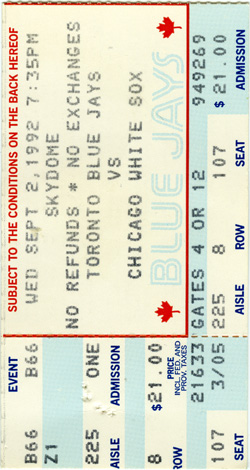 SUBJECT TO THE CONDITIONS ON THE BACK HEREOF
WED SEPT 2,1992 7:35PM
SKYDOME
NO REFUNDS * NO EXCHANGES
TORONTO BLUE JAYS
VS
CHICAGO WHITE SOX
BLUE JAYS
GATES 4 OR 12
949269
$21.00
ADMISSION
107
SEAT
8
ROW
225
AISLE
EVENT
B66
B66
Z1
ONE
ADMISSION
225
AISLE
$21.00
PRICE
INCL. FED. AND
PROV. TAXES
8
ROW
21633
3/05
107
SEAT